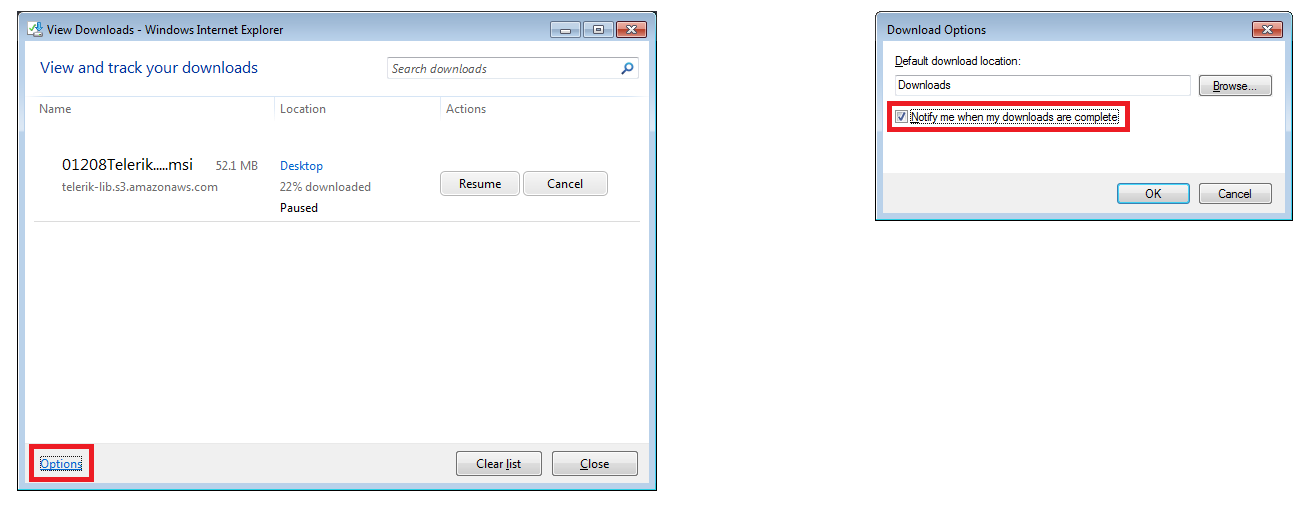 View Downloads - Windows Internet Explorer
View and track your downloads
Search downloads
Name Location Actions
01208Telerik.....msi 52.1 MB Desktop
telerik-lib.s3.amazonaws.com 22% downloaded
Resume Cancel
Paused
Options
Clear list Close
Download Options
Default download location:
Downloads
Browse...
Notify me when my downloads are complete
OK Cancel